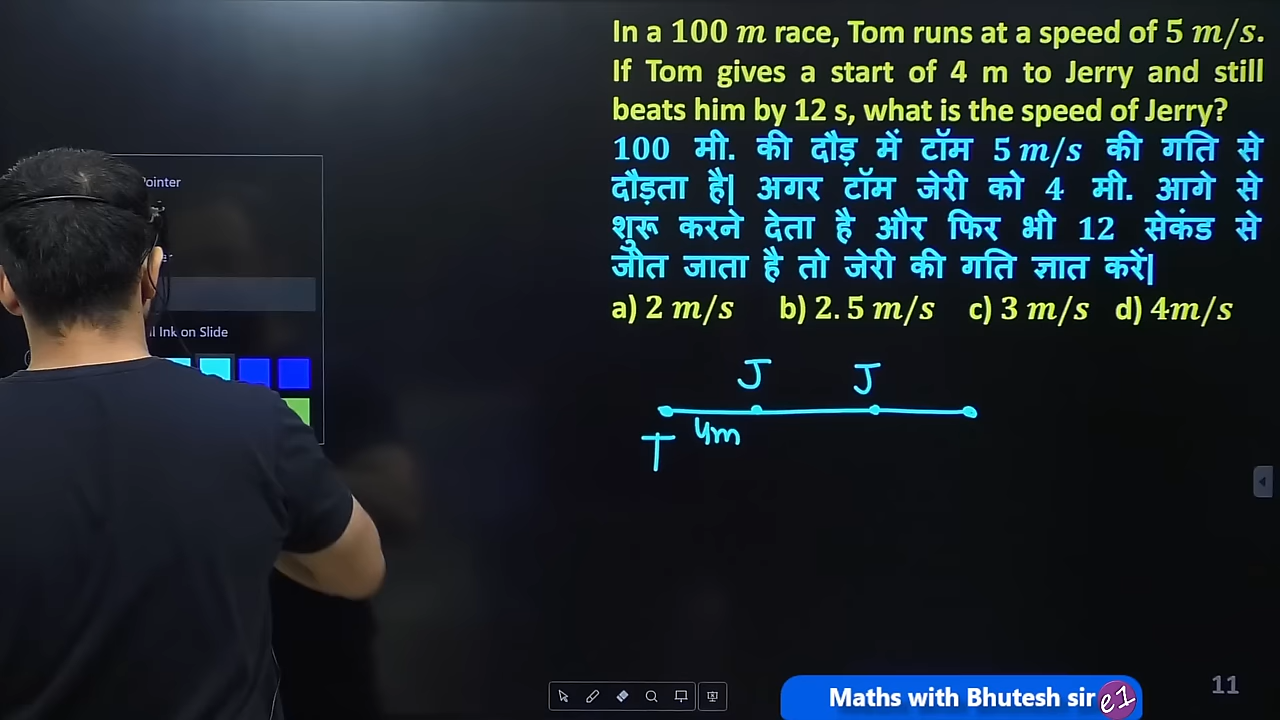 In a 100 m race, Tom runs at a speed of 5 m/s.
If Tom gives a start of 4 m to Jerry and still
beats him by 12 s, what is the speed of Jerry?
100 मी. की दौड़ में टॉम 5 m/s की गति से
दौड़ता है| अगर टॉम जेरी को 4 मी. आगे से
शुरू करने देता है और फिर भी 12 सेकंड से
जीत जाता है तो जेरी की गति ज्ञात करें|
a) 2 m/s b) 2.5 m/s c) 3 m/s d) 4m/s
J J
4m
T
Ink on Slide
Maths with Bhutesh sir e1
11